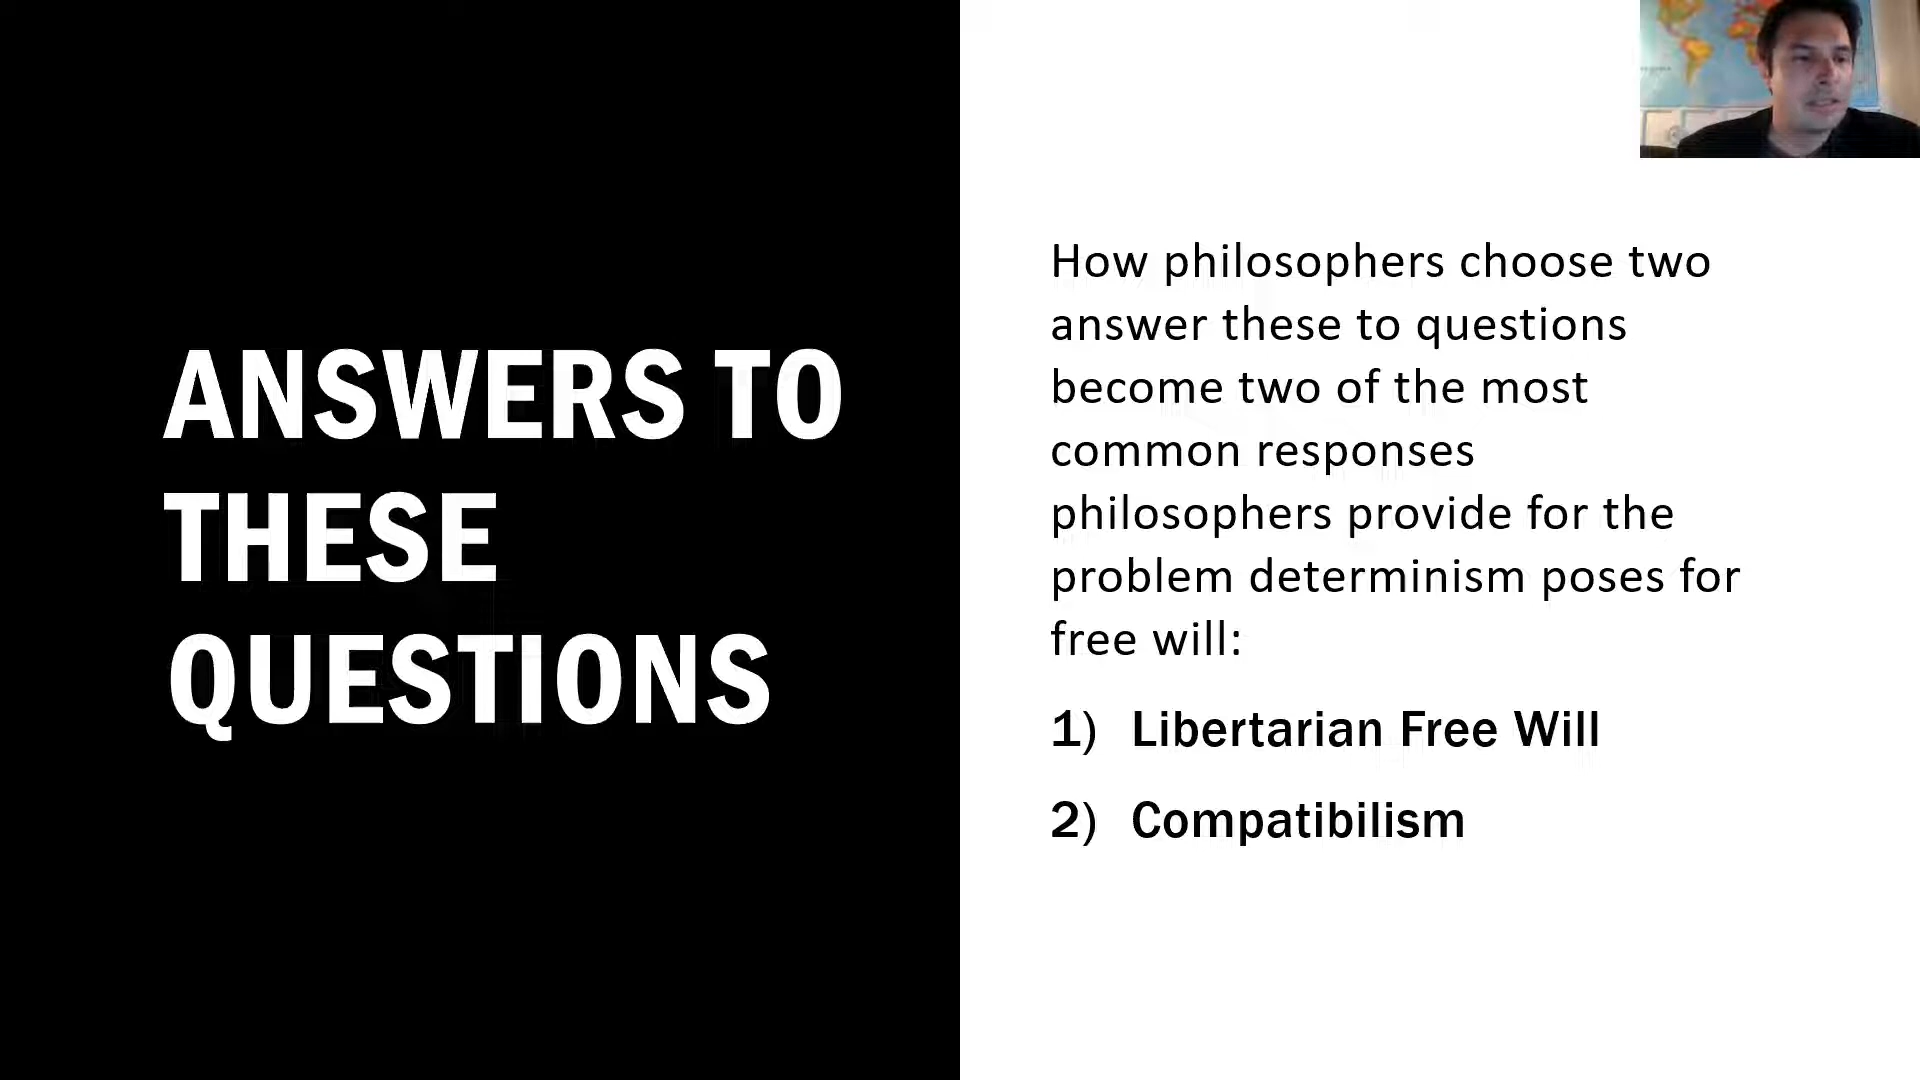 ANSWERS TO
THESE
QUESTIONS
How philosophers choose two
answer these to questions
become two of the most
common responses
philosophers provide for the
problem determinism poses for
free will:
1) Libertarian Free Will
2) Compatibilism